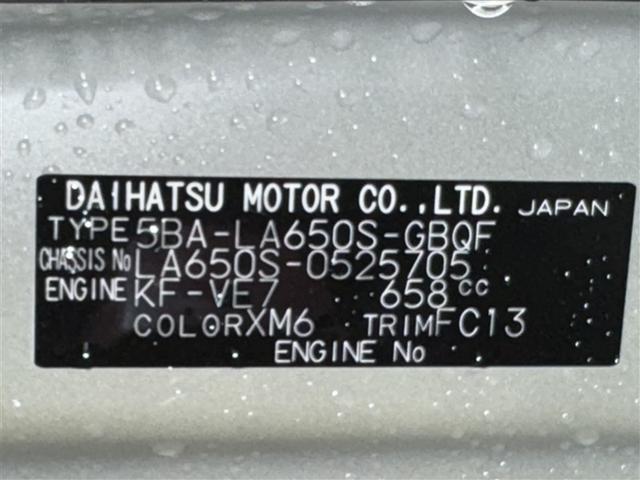 DAIHATSU MOTOR CO.,LTD. JAPAN
TYPE 5BA-LA650S-GBQF
CHASSIS No LA650S-0525705
ENGINE KF-VE7 658 cc
COLOR XM6 TRIM FC13
ENGINE No